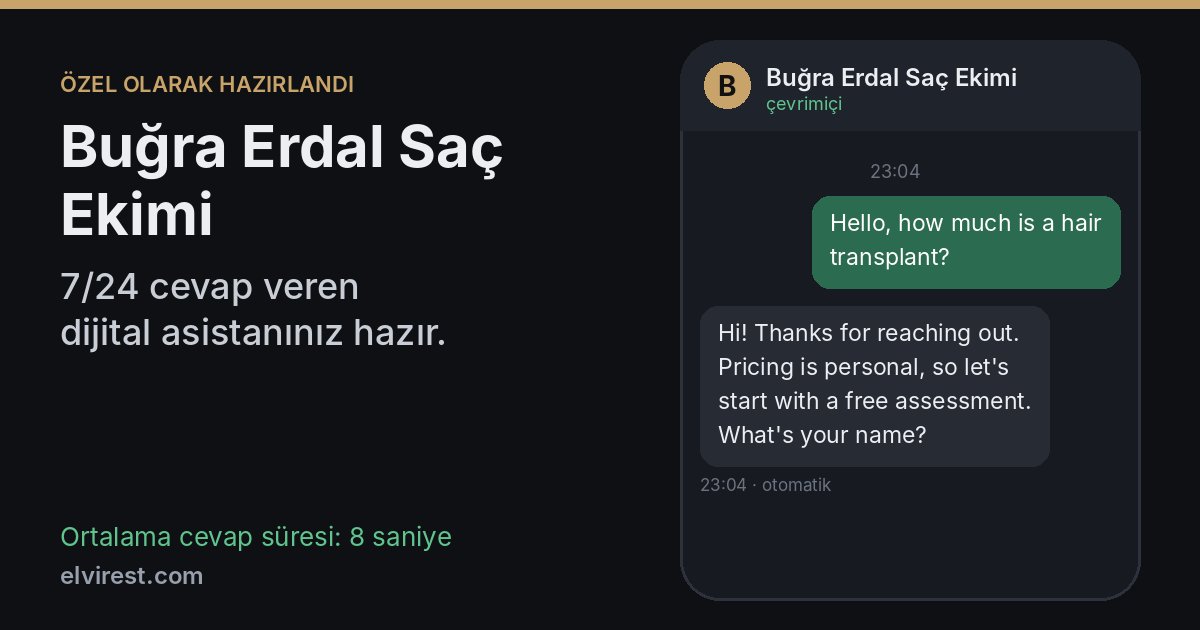 ÖZEL OLARAK HAZIRLANDI
Buğra Erdal Saç
Ekimi
7/24 cevap veren
dijital asistanınız hazır.
Ortalama cevap süresi: 8 saniye
elvirest.com
B
Buğra Erdal Saç Ekimi
çevrimiçi
23:04
Hello, how much is a hair
transplant?
Hi! Thanks for reaching out.
Pricing is personal, so let's
start with a free assessment.
What's your name?
23:04 · otomatik